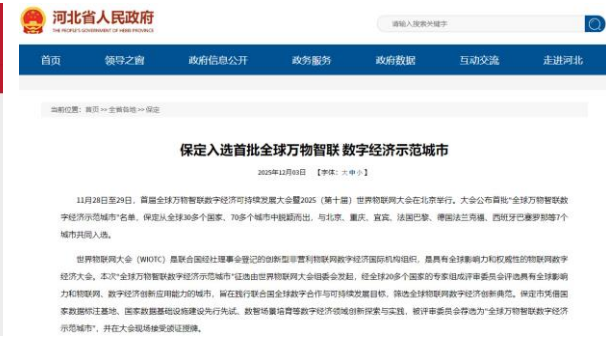 河北省人民政府
THE PEOPLE'S GOVERNMENT OF HEBEI PROVINCE
请输入搜索关键字
首页 领导之窗 政府信息公开 政务服务 政府数据 互动交流 走进河北
当前位置：首页>>全省各地>>保定
保定入选首批全球万物智联 数字经济示范城市
2025年12月03日 【字体：大 中 小】
11月28日至29日，首届全球万物智联数字经济可持续发展大会暨2025（第十届）世界物联网大会在北京举行。大会公布首批“全球万物智联数
字经济示范城市”名单，保定从全球30多个国家、70多个城市中脱颖而出，与北京、重庆、宜宾、法国巴黎、德国法兰克福、西班牙巴塞罗那等7个
城市共同入选。
世界物联网大会（WIOTC）是联合国经社理事会登记的创新型非营利物联网数字经济国际机构组织，是具有全球影响力和权威性的物联网数字
经济大会。本次“全球万物智联数字经济示范城市”征选由世界物联网大会组委会发起，经全球20多个国家的专家组成评审委员会评选具有全球影响
力和物联网、数字经济创新应用能力的城市，旨在践行联合国全球数字合作与可持续发展目标，筛选全球物联网数字经济创新典范。保定市凭借国
家数据标注基地、国家数据基础设施建设先行先试、数智场景培育等数字经济领域创新探索与实践，被评审委员会荐选为“全球万物智联数字经济
示范城市”，并在大会现场接受颁证授牌。